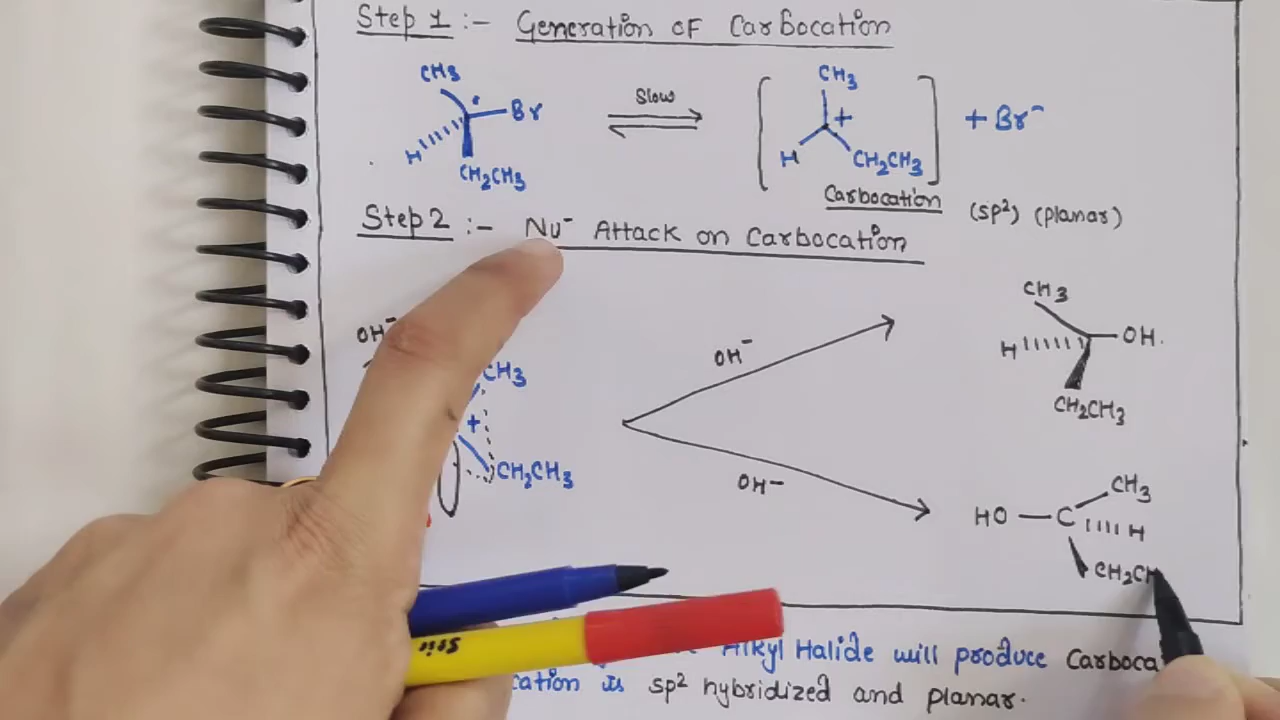 Step 1 :- Generation of Carbocation
CH3
Br
H
CH2CH3
Slow
CH3
+
H
CH2CH3
+ Br-
Carbocation (sp2) (planar)
Step 2 :- Nu- Attack on Carbocation
OH-
CH3
+
CH2CH3
OH-
OH-
CH3
H
OH.
CH2CH3
HO - C
CH3
H
CH2CH
Alkyl Halide will produce Carboca
cation is sp2 hybridized and planar.